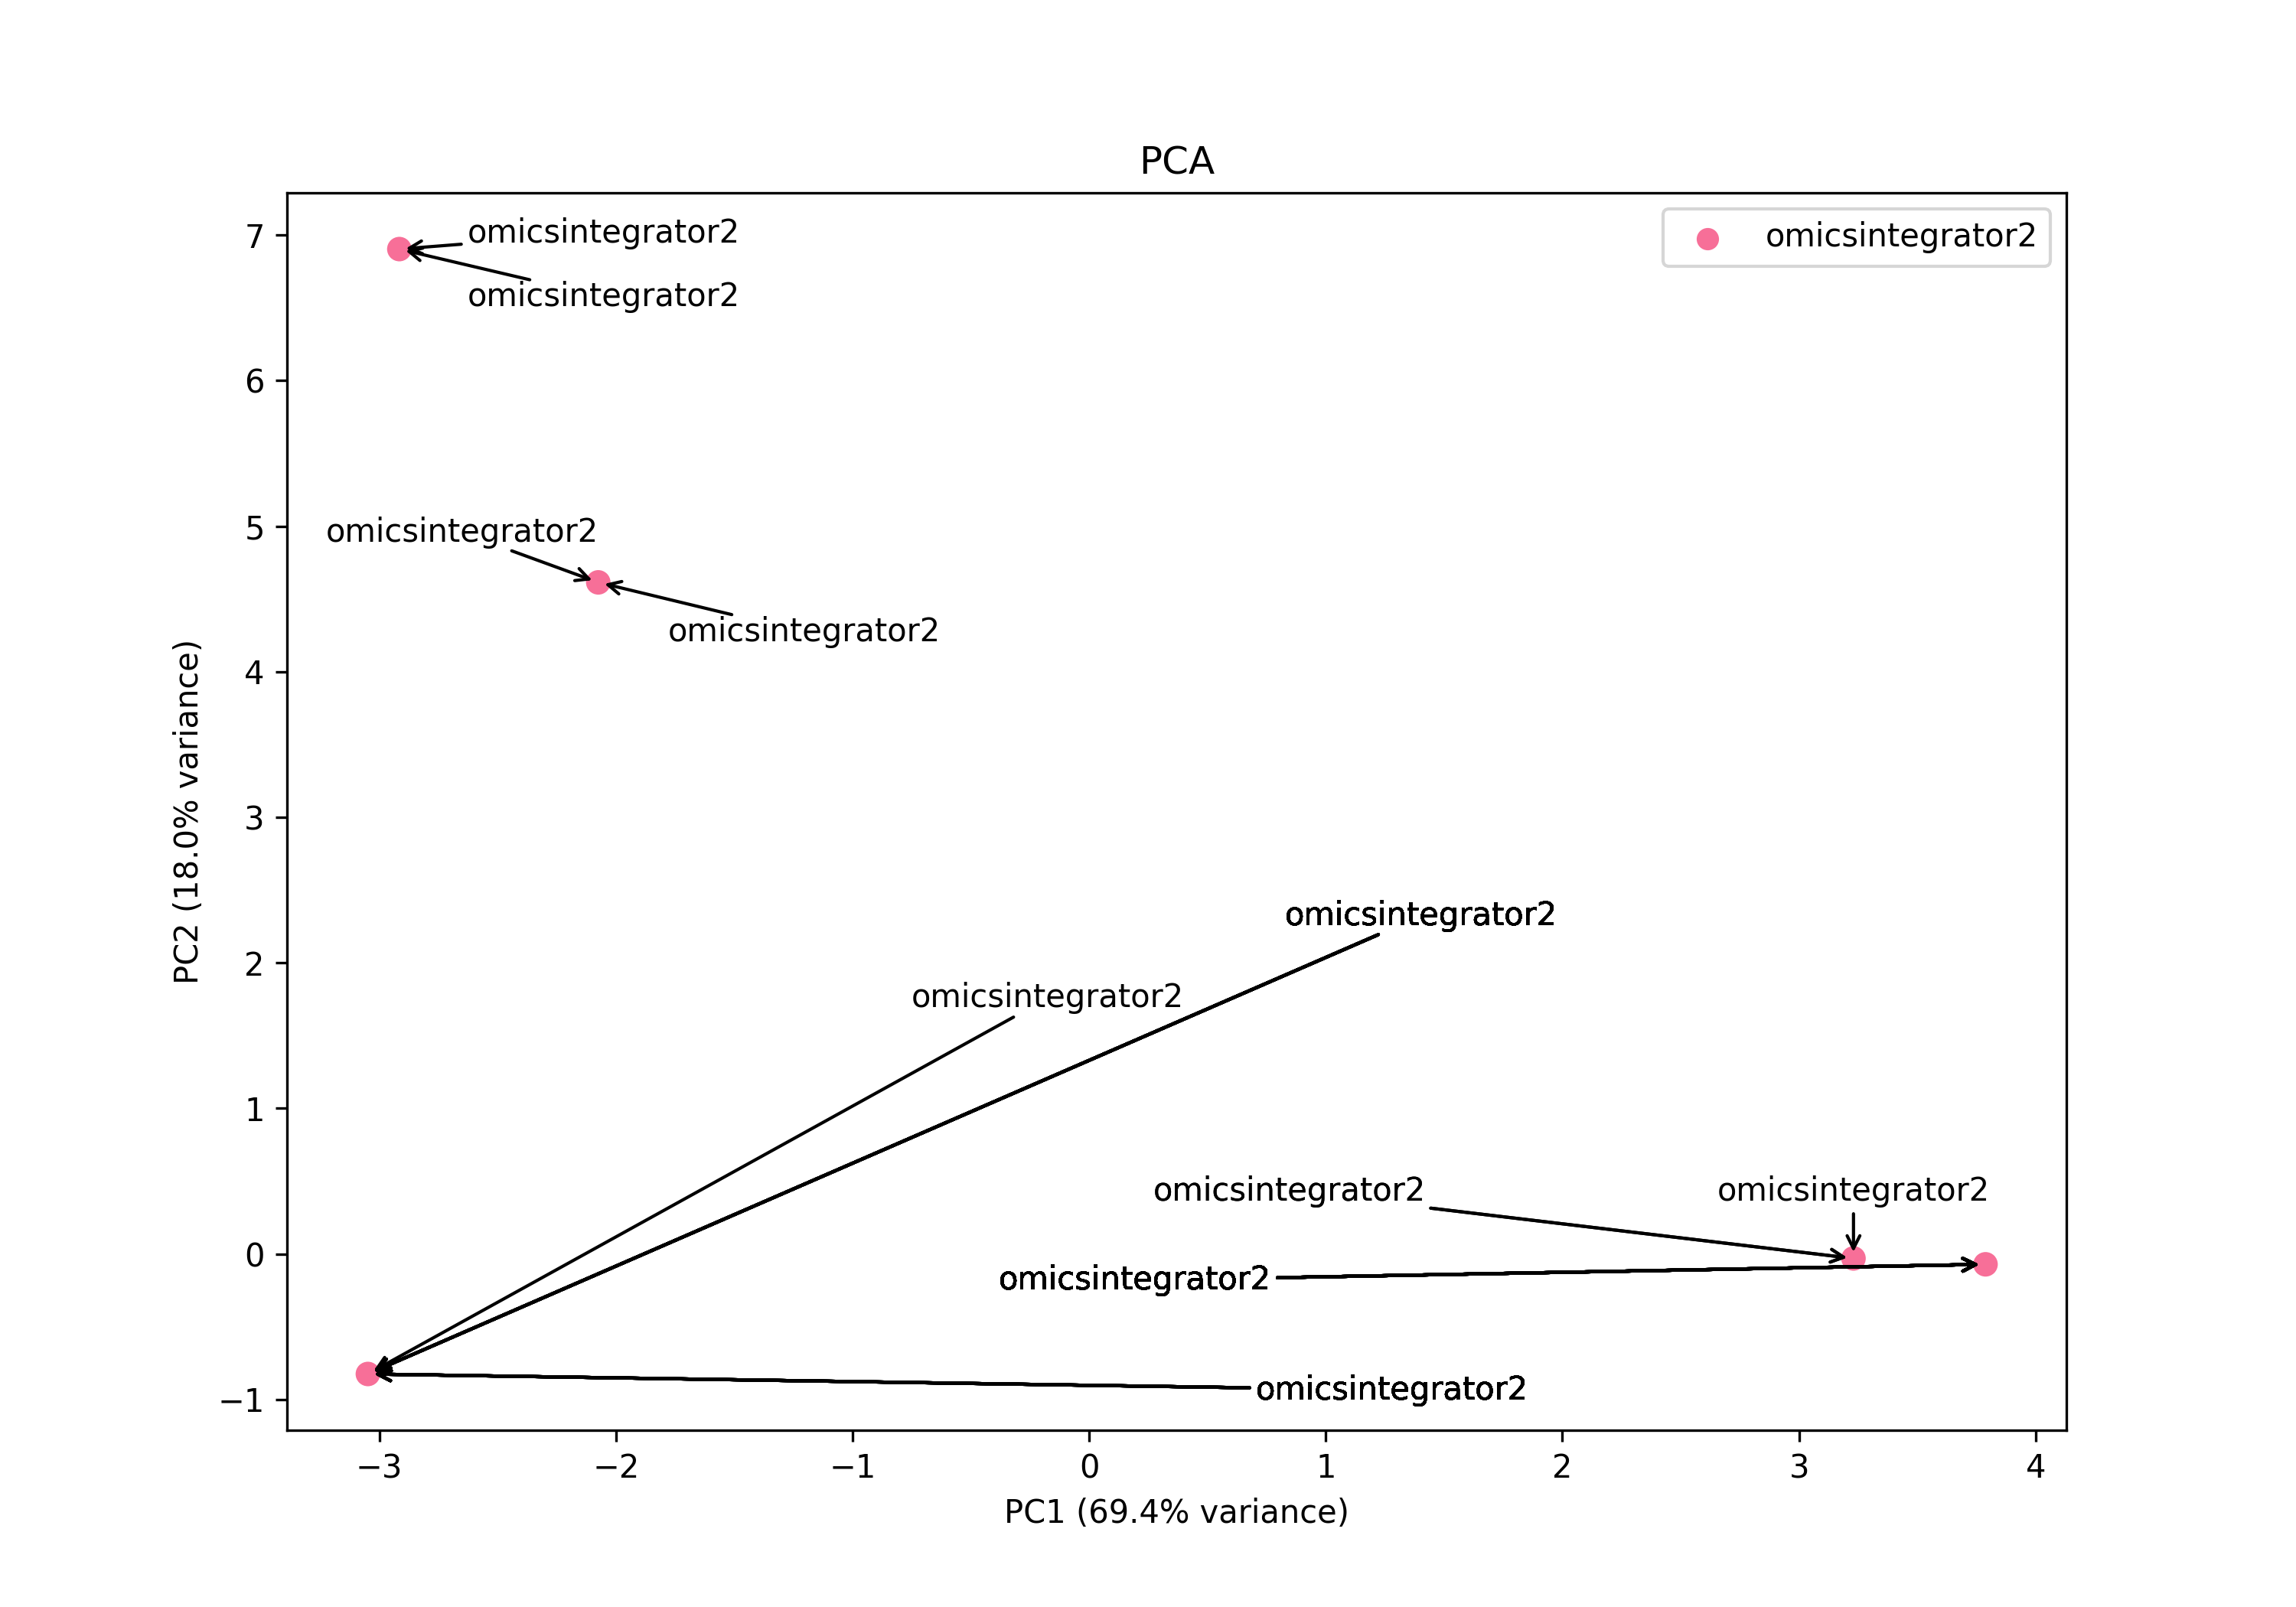 PCA
omicsintegrator2
omicsintegrator2
omicsintegrator2
omicsintegrator2
omicsintegrator2
omicsintegrator2
omicsintegrator2
omicsintegrator2
omicsintegrator2
omicsintegrator2
omicsintegrator2
7
6
5
4
3
2
1
0
−1
PC2 (18.0% variance)
−3
−2
−1
0
1
2
3
4
PC1 (69.4% variance)